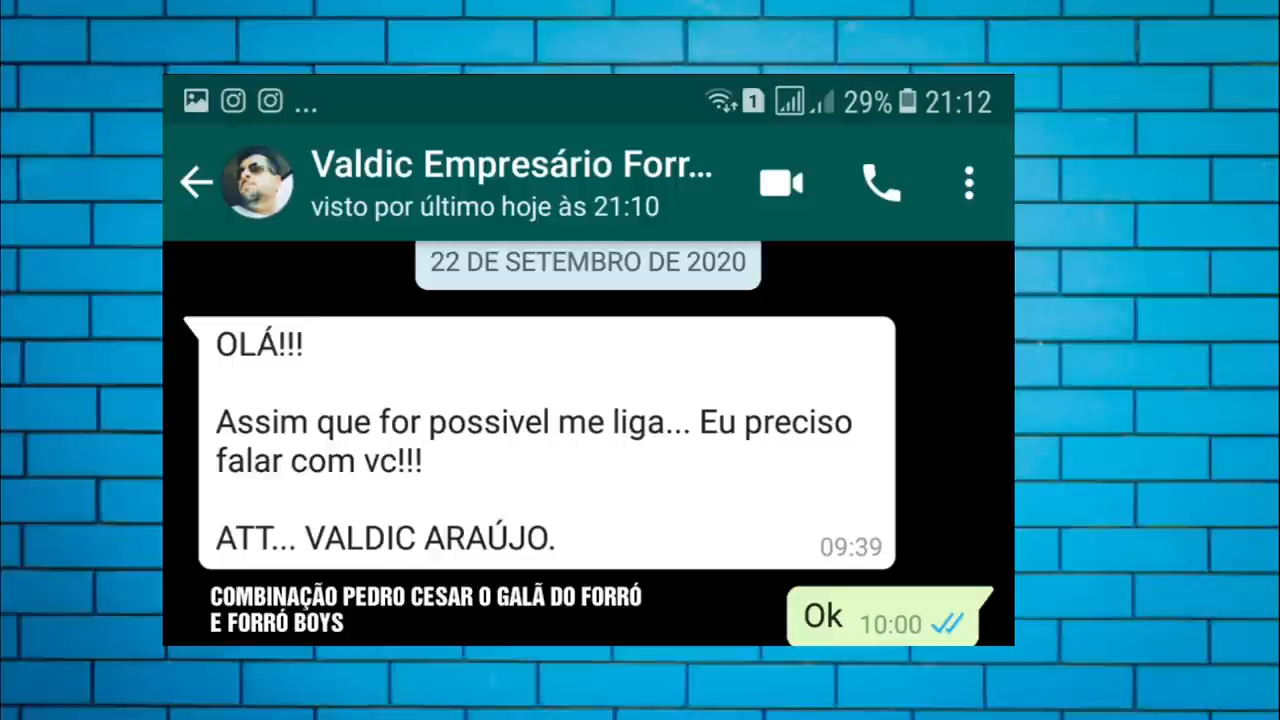 ... 1 29% 21:12
Valdic Empresário Forr...
visto por último hoje às 21:10
22 DE SETEMBRO DE 2020
OLÁ!!!
Assim que for possivel me liga... Eu preciso
falar com vc!!!
ATT... VALDIC ARAÚJO.
09:39
COMBINAÇÃO PEDRO CESAR O GALÃ DO FORRÓ
E FORRÓ BOYS
Ok 10:00